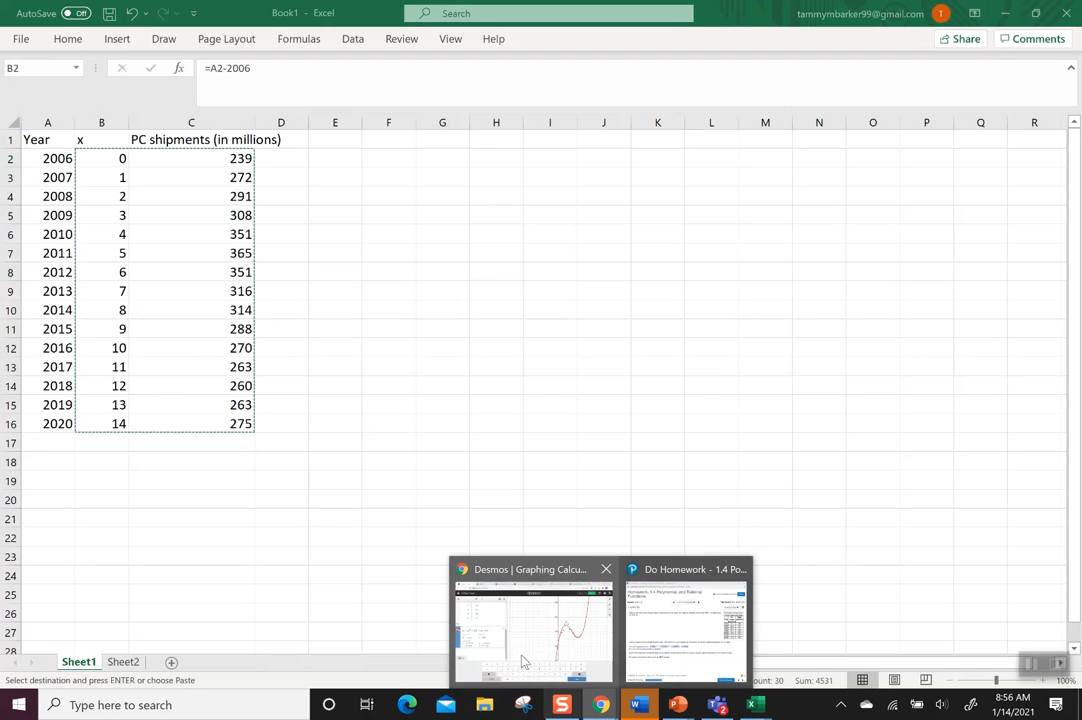 AutoSave Off Book1 - Excel Search tammymbarker99@gmail.com T
File Home Insert Draw Page Layout Formulas Data Review View Help Share Comments
B2 fx =A2-2006
A B C D E F G H I J K L M N O P Q R
1 Year x PC shipments (in millions)
2 2006 0 239
3 2007 1 272
4 2008 2 291
5 2009 3 308
6 2010 4 351
7 2011 5 365
8 2012 6 351
9 2013 7 316
10 2014 8 314
11 2015 9 288
12 2016 10 270
13 2017 11 263
14 2018 12 260
15 2019 13 263
16 2020 14 275
17
18
19
20
21
22
23
24
25
26
27
28
Desmos | Graphing Calcu... Do Homework - 1.4 Po...
Sheet1 Sheet2
Select destination and press ENTER or choose Paste Count: 30 Sum: 4531 100%
Type here to search 8:56 AM
1/14/2021